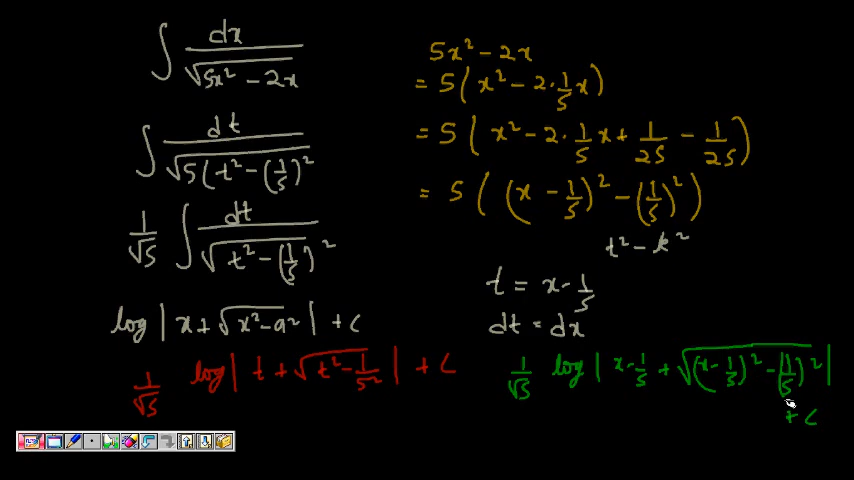 ∫ dx / √5x² − 2x
∫ dt / √5(t² − (1/5)²
1/√5 ∫ dt / √t² − (1/5)²
log | x + √x² − a² | + C
1/√5 log | t + √t² − 1/5² | + C
5x² − 2x
= 5 ( x² − 2 · 1/5 x )
= 5 ( x² − 2 · 1/5 x + 1/25 − 1/25 )
= 5 ( ( x − 1/5 )² − ( 1/5 )² )
t² − k²
t = x − 1/5
dt = dx
1/√5 log | x − 1/5 + √(x − 1/5)² − (1/5)² |
+ C